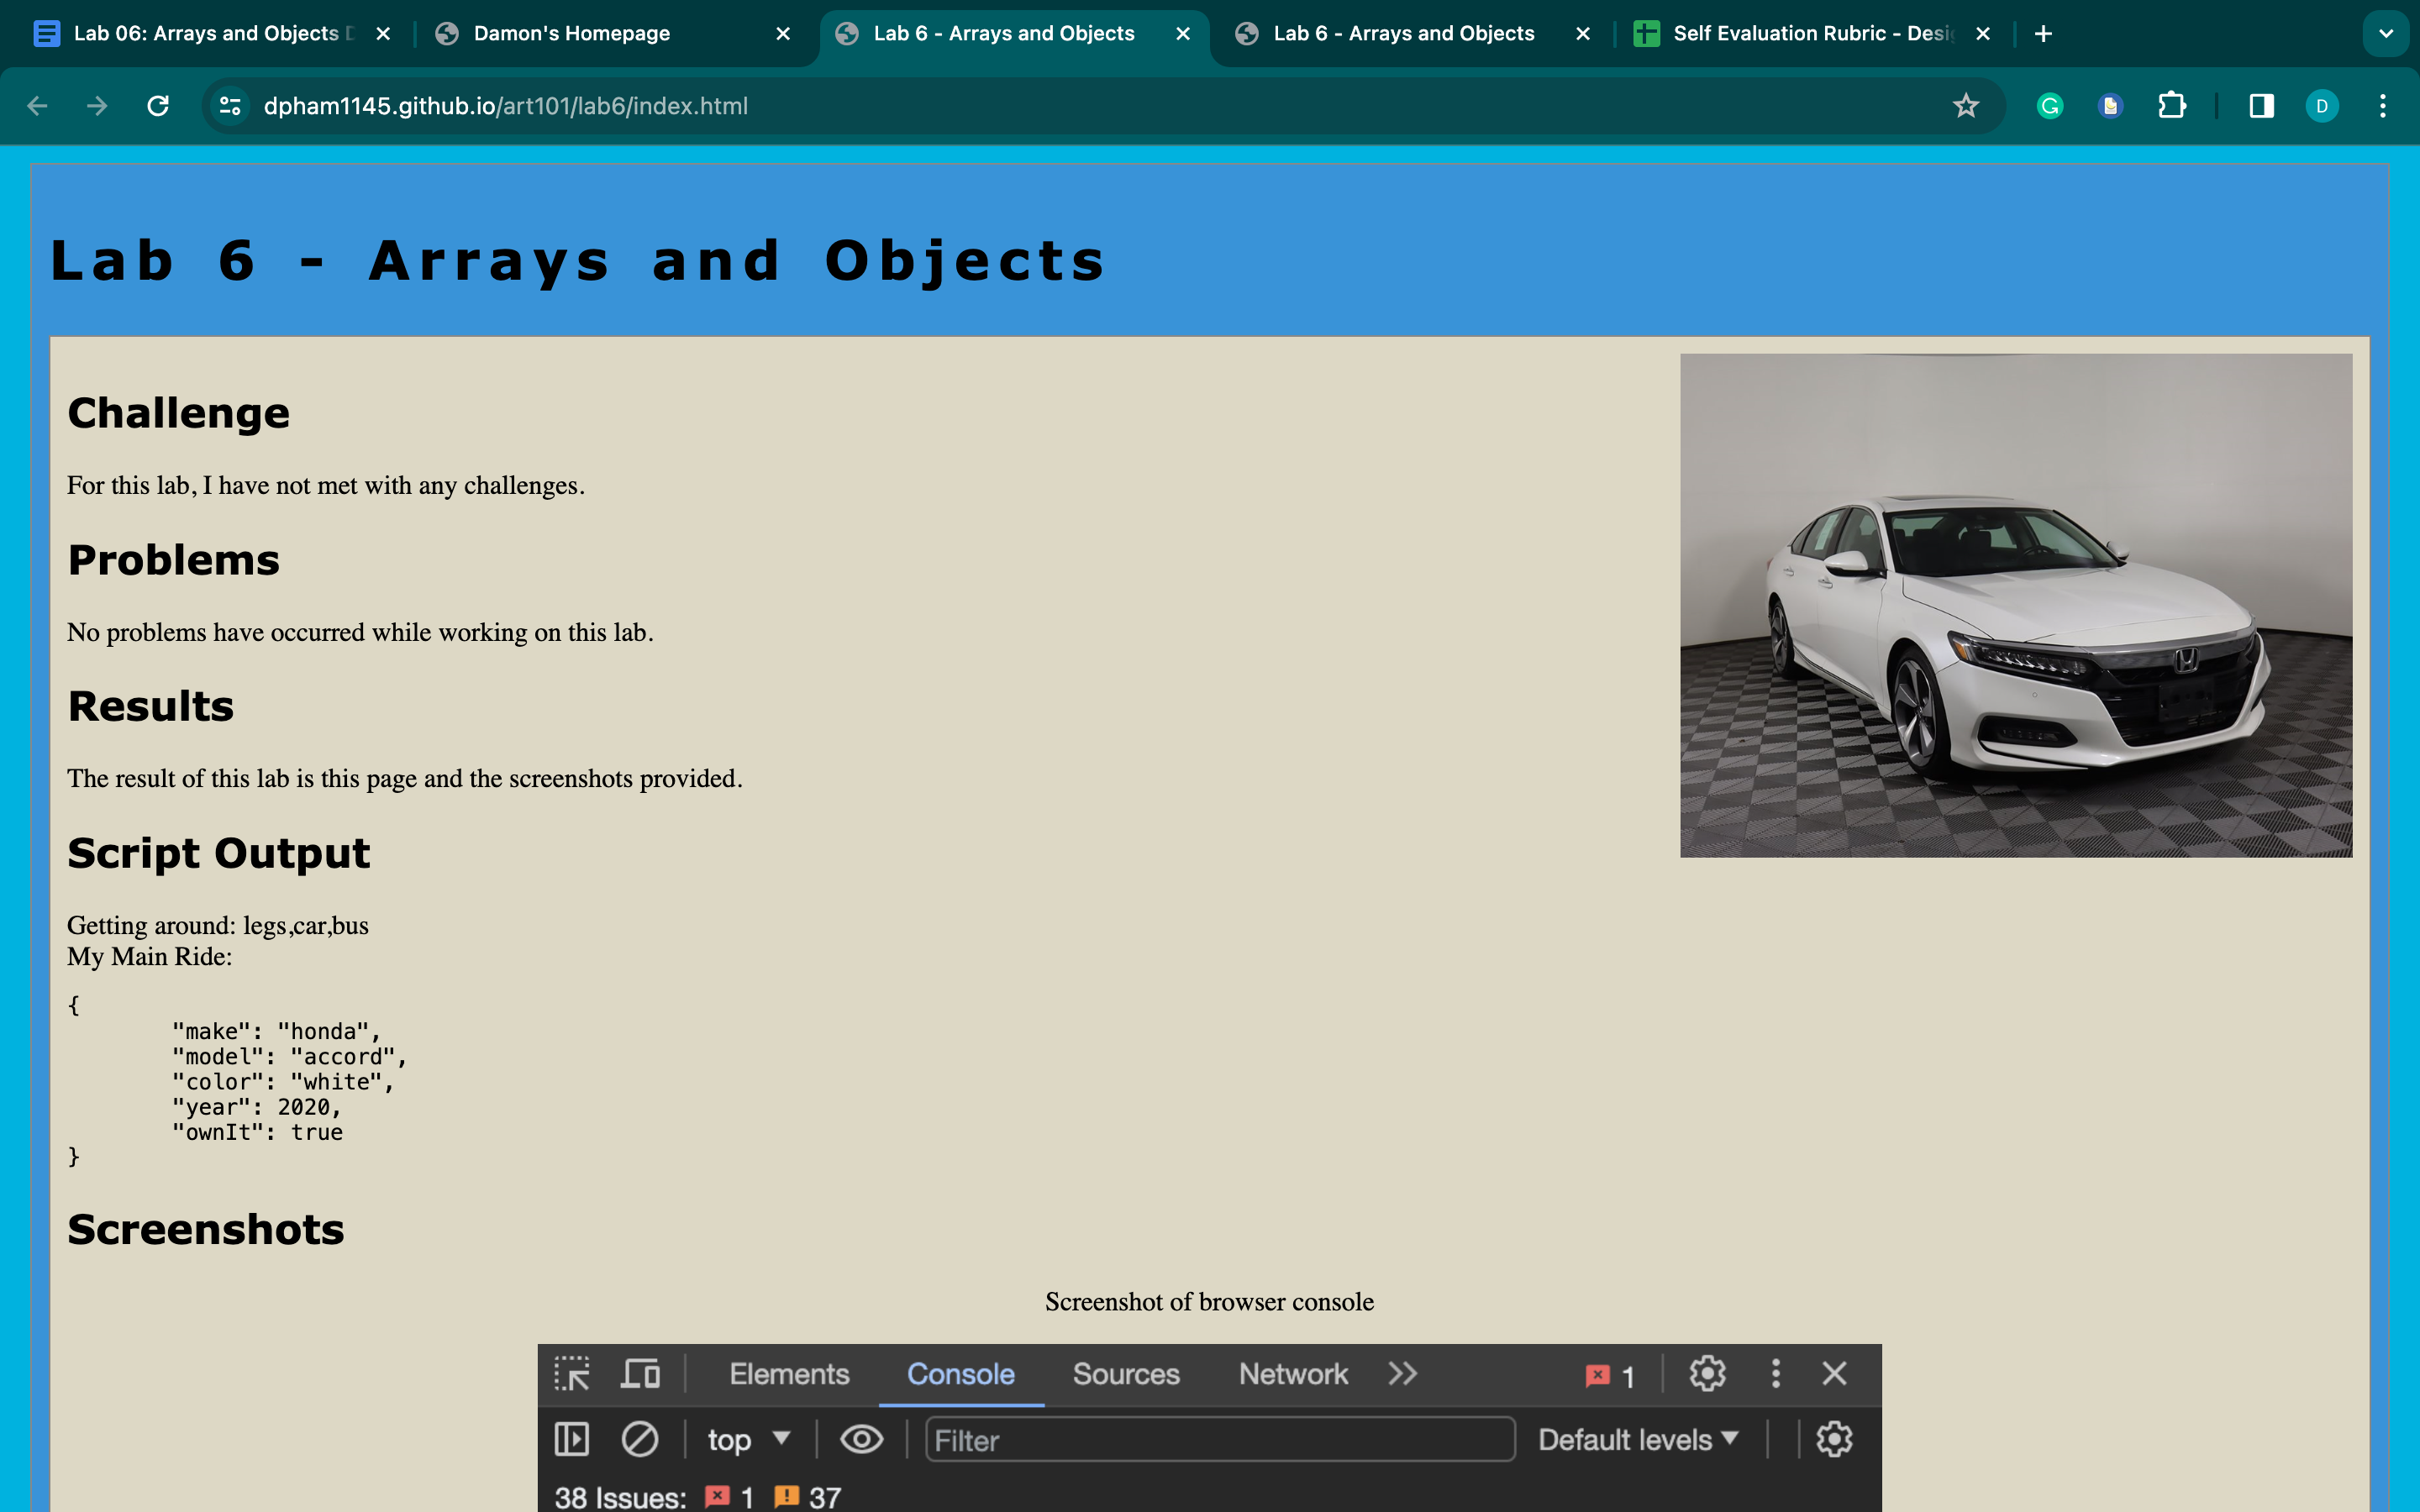 Lab 06: Arrays and Objects
Damon's Homepage
Lab 6 - Arrays and Objects
Lab 6 - Arrays and Objects
Self Evaluation Rubric - Desi
dpham1145.github.io/art101/lab6/index.html
D
Lab 6 - Arrays and Objects
Challenge
For this lab, I have not met with any challenges.
Problems
No problems have occurred while working on this lab.
Results
The result of this lab is this page and the screenshots provided.
Script Output
Getting around: legs,car,bus
My Main Ride:
{
"make": "honda",
"model": "accord",
"color": "white",
"year": 2020,
"ownIt": true
}
Screenshots
Screenshot of browser console
Elements Console Sources Network 1
top Filter Default levels
38 Issues: 1 37